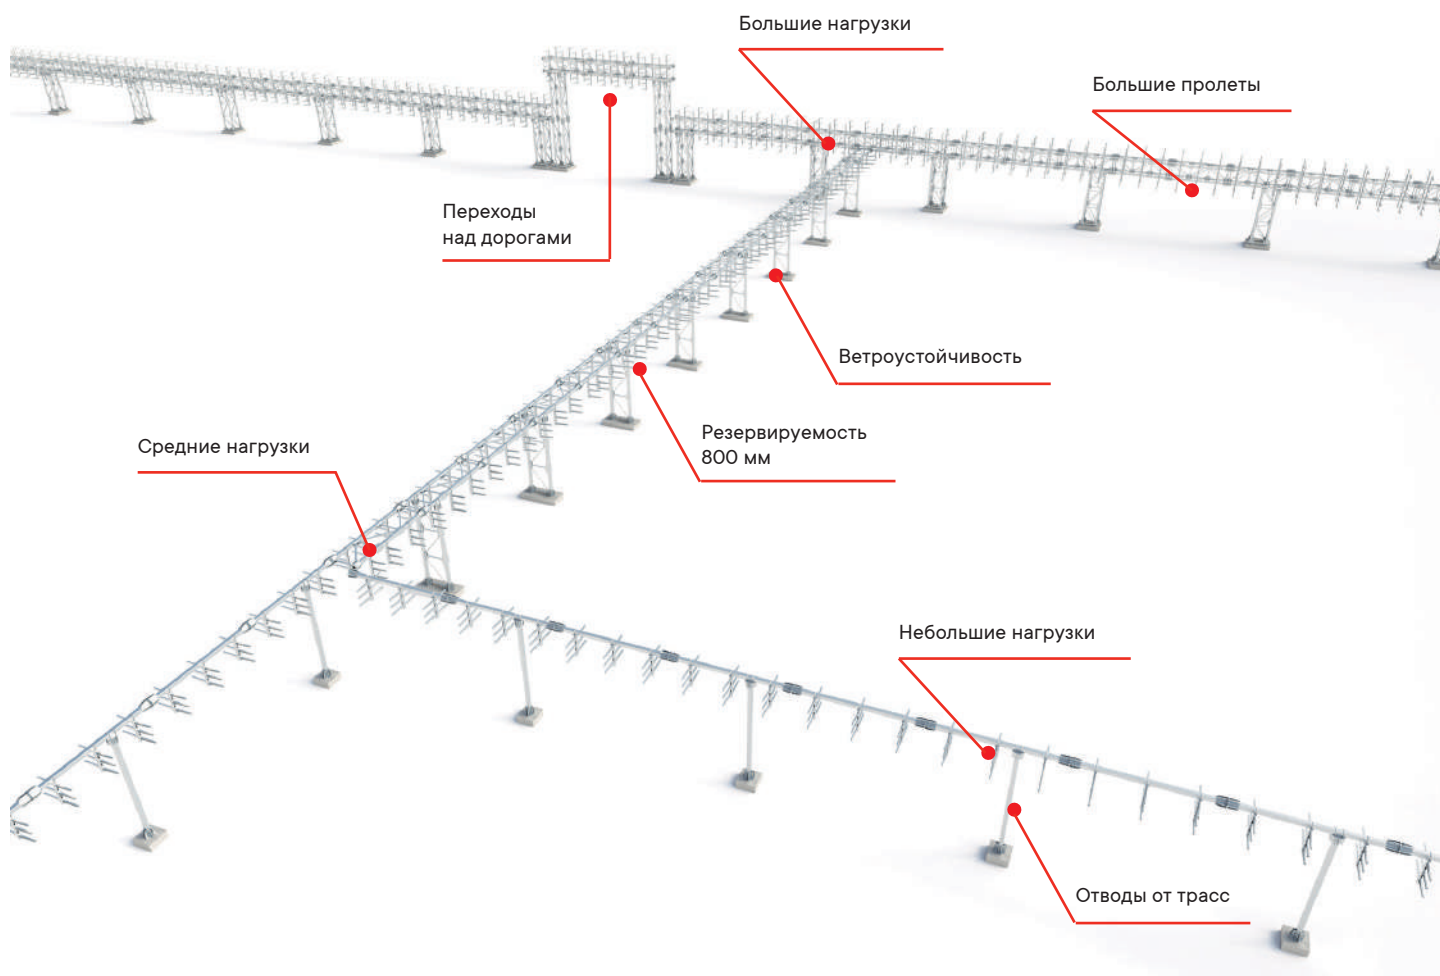 Большие нагрузки
Большие пролеты
Переходы
над дорогами
Ветроустойчивость
Резервируемость
800 мм
Средние нагрузки
Небольшие нагрузки
Отводы от трасс